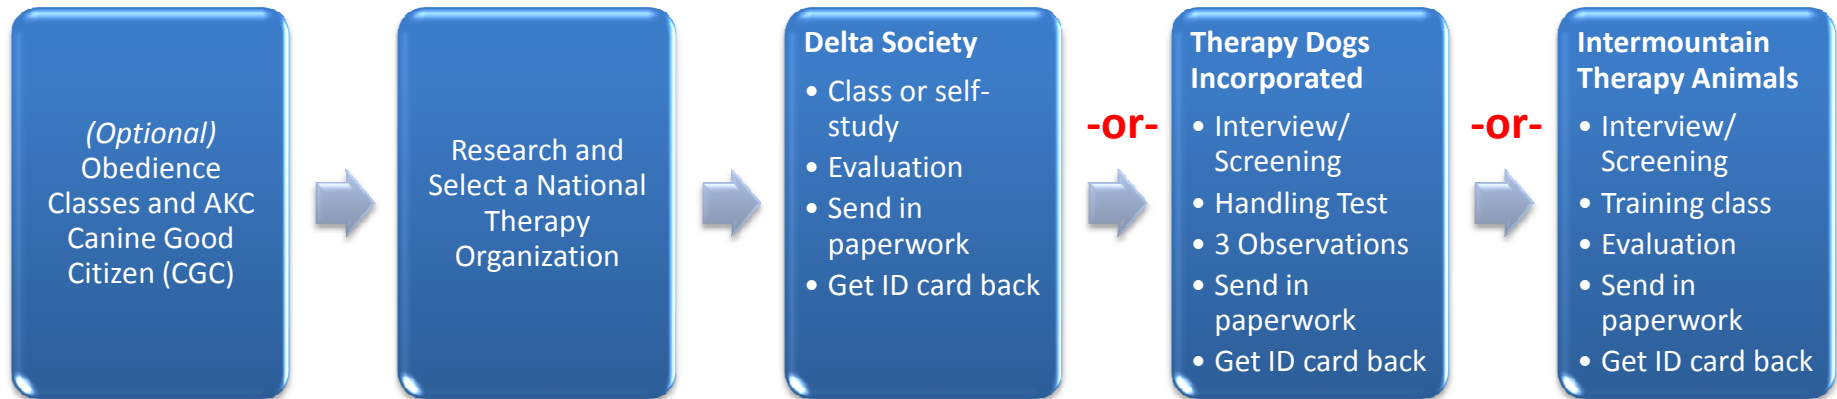 (Optional)
Obedience
Classes and AKC
Canine Good
Citizen (CGC)
Research and
Select a National
Therapy
Organization
Delta Society
• Class or self-
study
• Evaluation
• Send in
paperwork
• Get ID card back
-or-
Therapy Dogs
Incorporated
• Interview/
Screening
• Handling Test
• 3 Observations
• Send in
paperwork
• Get ID card back
-or-
Intermountain
Therapy Animals
• Interview/
Screening
• Training class
• Evaluation
• Send in
paperwork
• Get ID card back